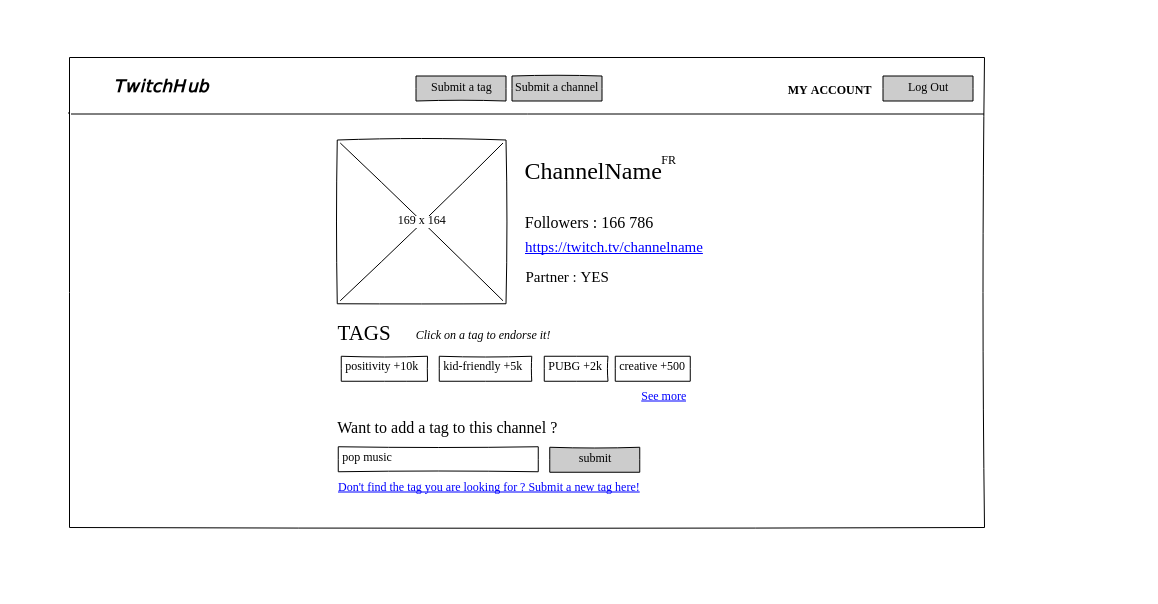 TwitchHub
Submit a tag
Submit a channel
MY ACCOUNT
Log Out
169 x 164
ChannelName FR
Followers : 166 786
https://twitch.tv/channelname
Partner : YES
TAGS Click on a tag to endorse it!
positivity +10k
kid-friendly +5k
PUBG +2k
creative +500
See more
Want to add a tag to this channel ?
pop music
submit
Don't find the tag you are looking for ? Submit a new tag here!